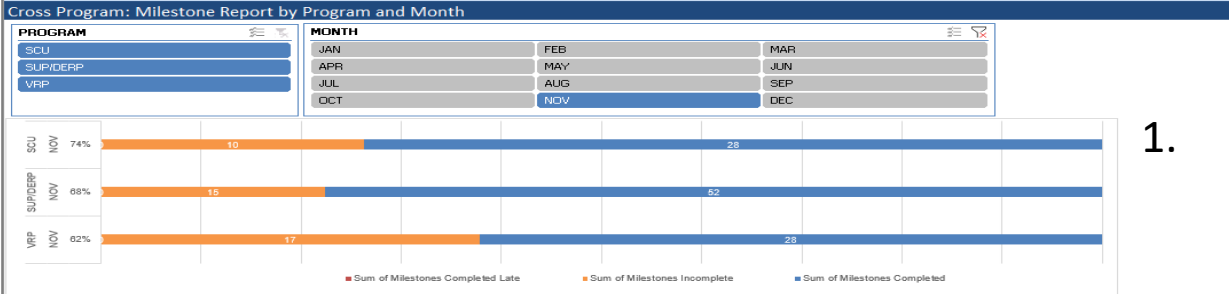 Cross Program: Milestone Report by Program and Month
PROGRAM
SCU
SUP/DERP
VRP
MONTH
JAN FEB MAR
APR MAY JUN
JUL AUG SEP
OCT NOV DEC
1.
SCU NOV 74% 10 28
SUP/DERP NOV 68% 15 52
VRP NOV 62% 17 28
Sum of Milestones Completed Late Sum of Milestones Incomplete Sum of Milestones Completed